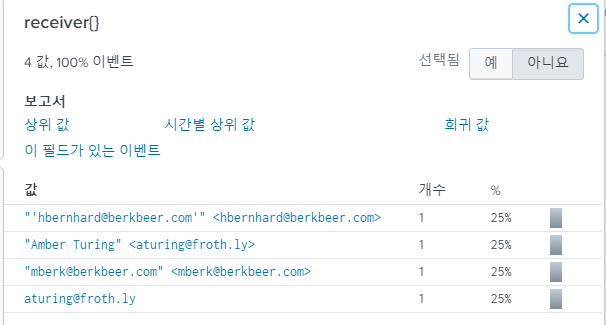 receiver{}
4 값, 100% 이벤트 선택됨 예 아니요
보고서
상위 값 시간별 상위 값 희귀 값
이 필드가 있는 이벤트
값 개수 %
"'hbernhard@berkbeer.com'" <hbernhard@berkbeer.com> 1 25%
"Amber Turing" <aturing@froth.ly> 1 25%
"mberk@berkbeer.com" <mberk@berkbeer.com> 1 25%
aturing@froth.ly 1 25%